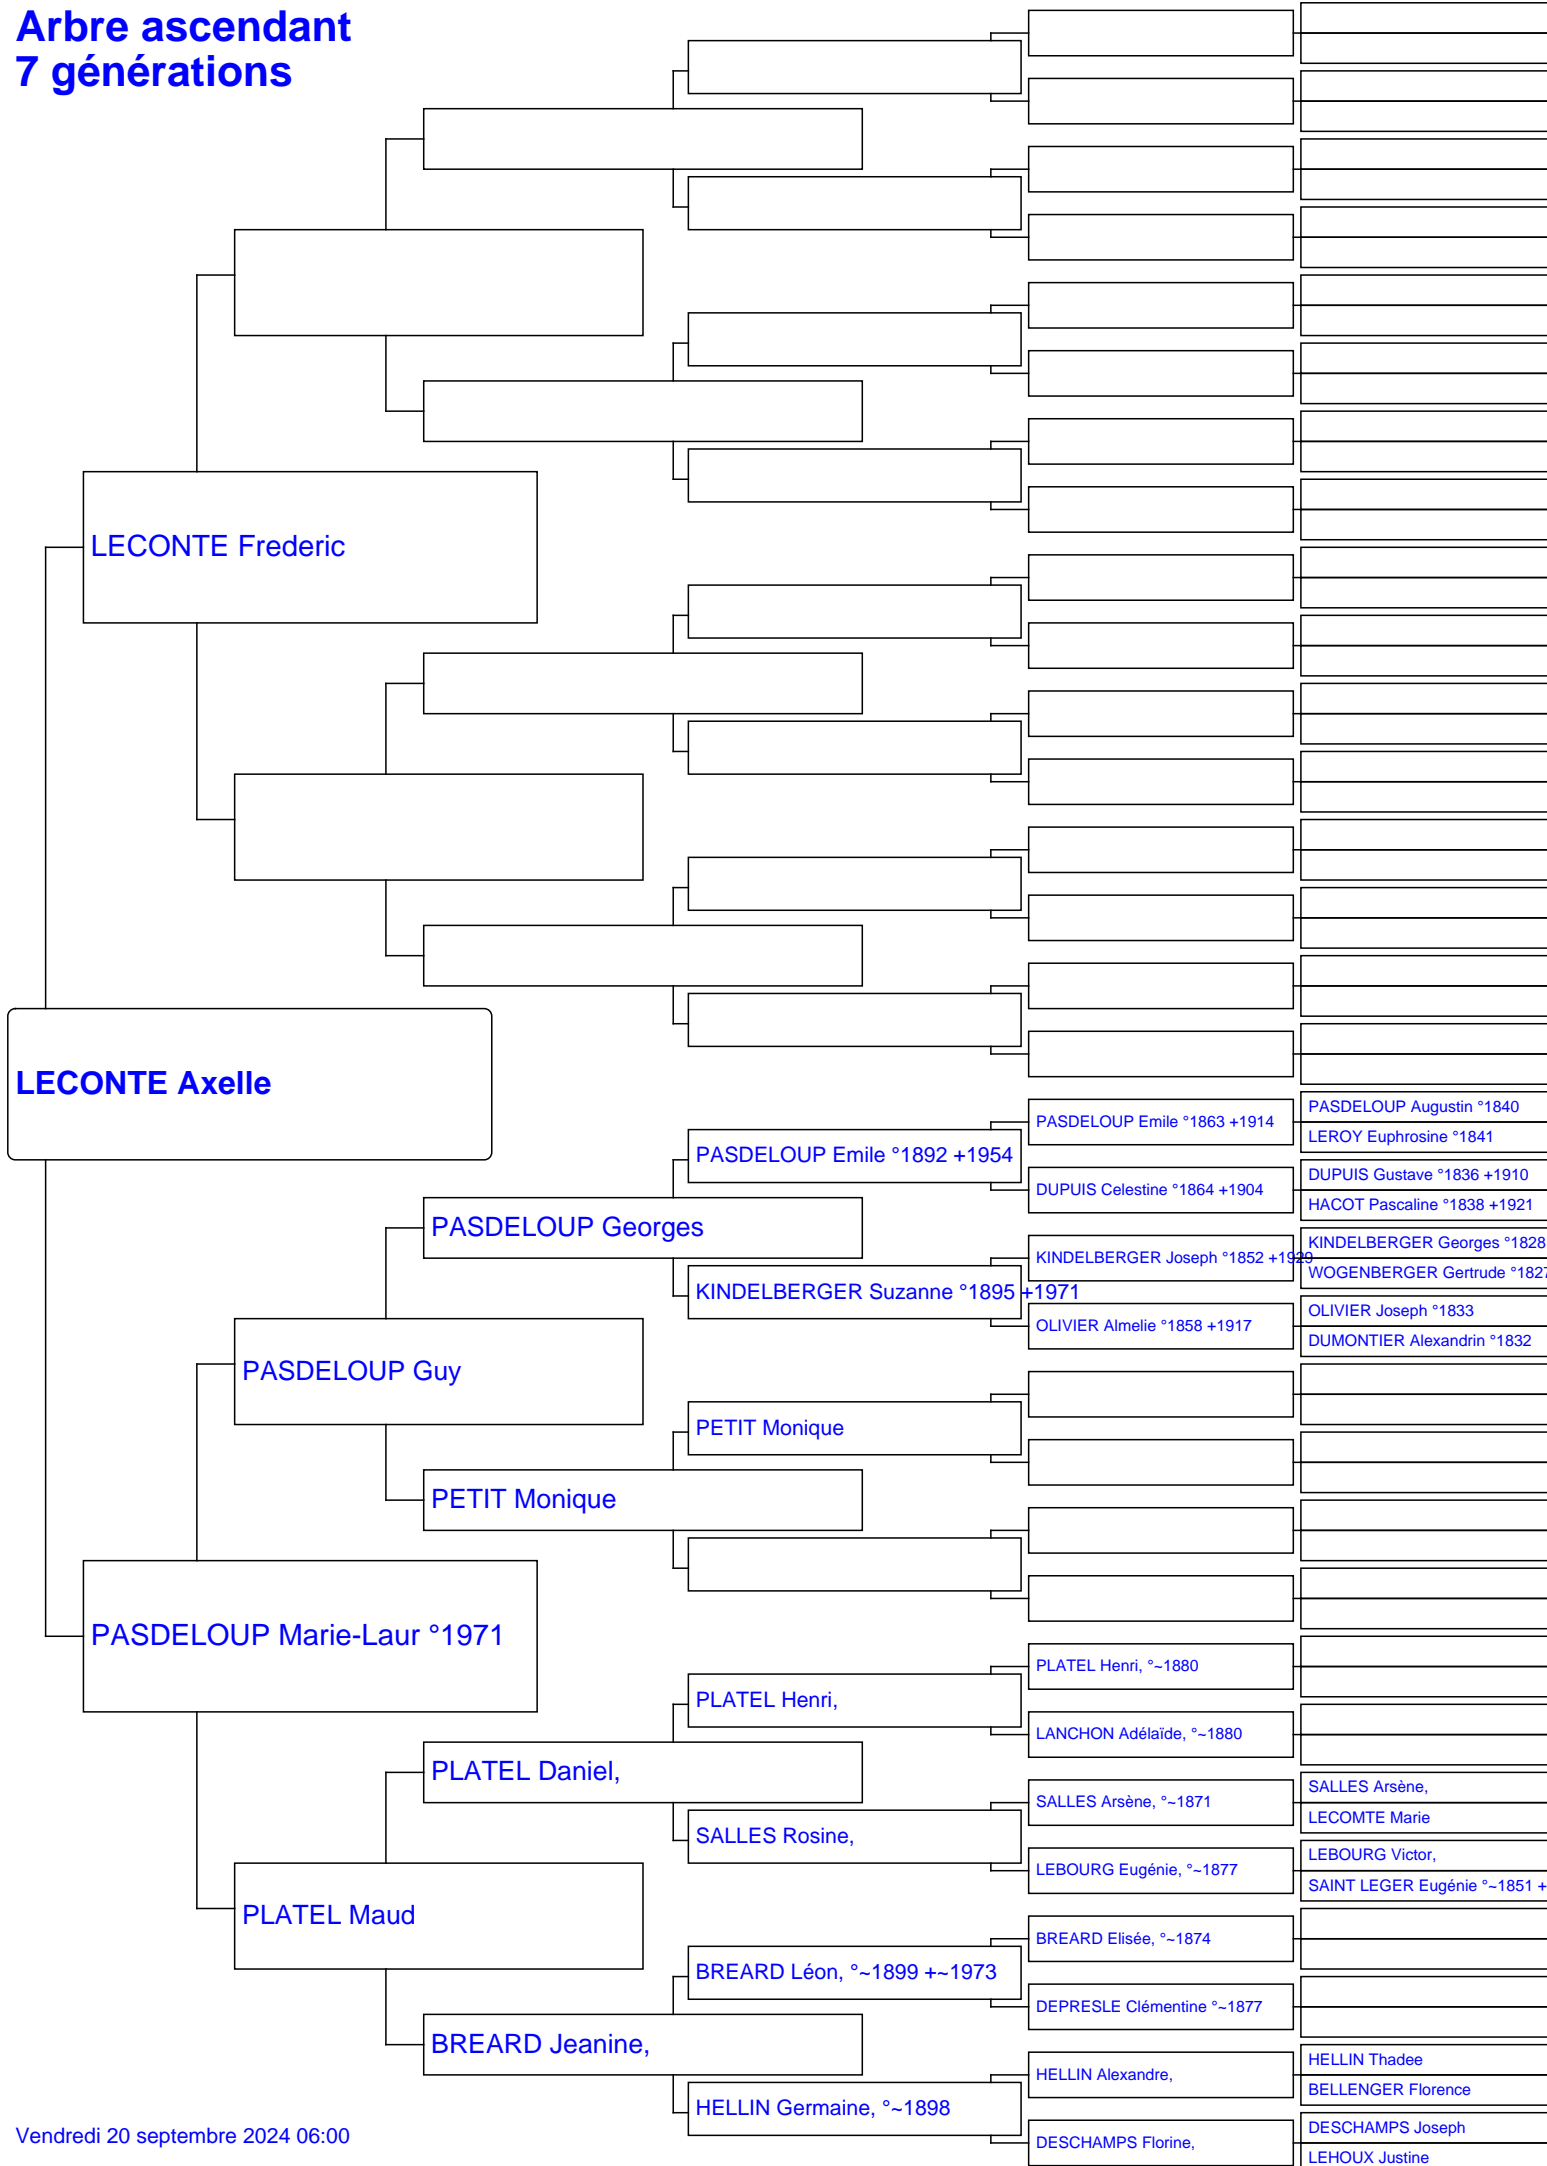 Arbre ascendant
7 générations
LECONTE Frederic
LECONTE Axelle
PASDELOUP Augustin °1840
PASDELOUP Emile °1863 +1914
LEROY Euphrosine °1841
PASDELOUP Emile °1892 +1954
DUPUIS Gustave °1836 +1910
DUPUIS Celestine °1864 +1904
HACOT Pascaline °1838 +1921
PASDELOUP Georges
KINDELBERGER Georges °1828
KINDELBERGER Joseph °1852 +1929
WOGENBERGER Gertrude °1827
KINDELBERGER Suzanne °1895 +1971
OLIVIER Joseph °1833
OLIVIER Almelie °1858 +1917
DUMONTIER Alexandrin °1832
PASDELOUP Guy
PETIT Monique
PETIT Monique
PASDELOUP Marie-Laur °1971
PLATEL Henri, °~1880
PLATEL Henri,
LANCHON Adélaïde, °~1880
PLATEL Daniel,
SALLES Arsène,
SALLES Arsène, °~1871
LECOMTE Marie
SALLES Rosine,
LEBOURG Victor,
LEBOURG Eugénie, °~1877
SAINT LEGER Eugénie °~1851 +
PLATEL Maud
BREARD Elisée, °~1874
BREARD Léon, °~1899 +~1973
DEPRESLE Clémentine °~1877
BREARD Jeanine,
HELLIN Thadee
HELLIN Alexandre,
BELLENGER Florence
HELLIN Germaine, °~1898
DESCHAMPS Joseph
DESCHAMPS Florine,
LEHOUX Justine
Vendredi 20 septembre 2024 06:00